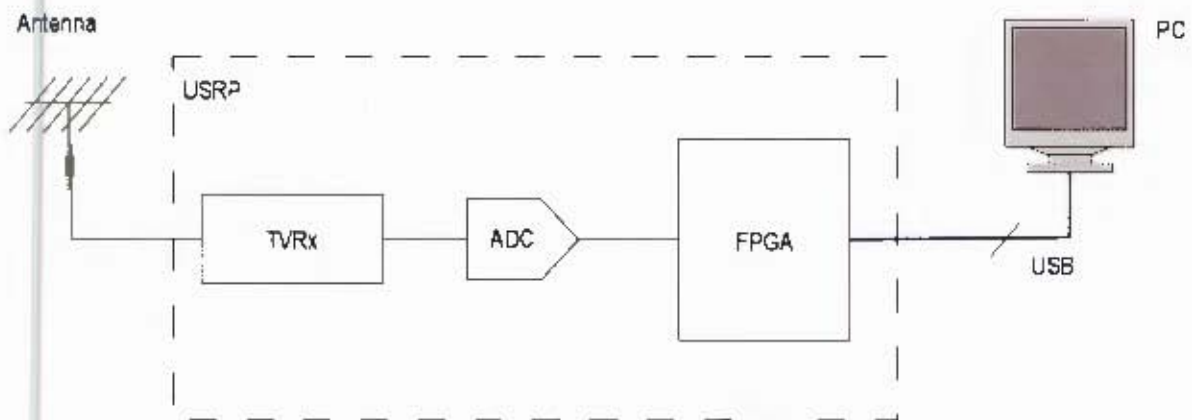 Antenna
PC
USRP
TVRx
ADC
FPGA
USB